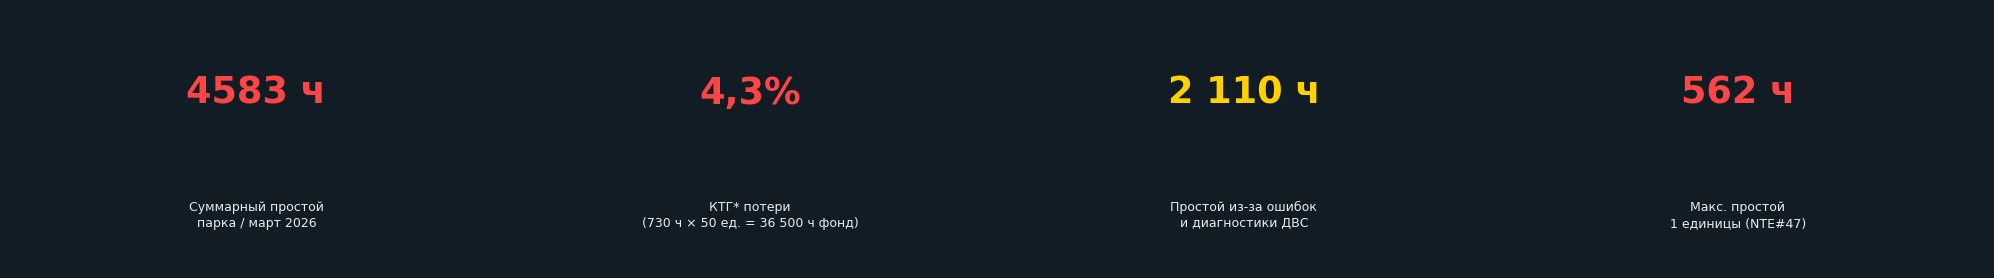 4583 ч
4,3%
2 110 ч
562 ч
Суммарный простой
парка / март 2026
КТГ* потери
(730 ч × 50 ед. = 36 500 ч фонд)
Простой из-за ошибок
и диагностики ДВС
Макс. простой
1 единицы (NTE#47)